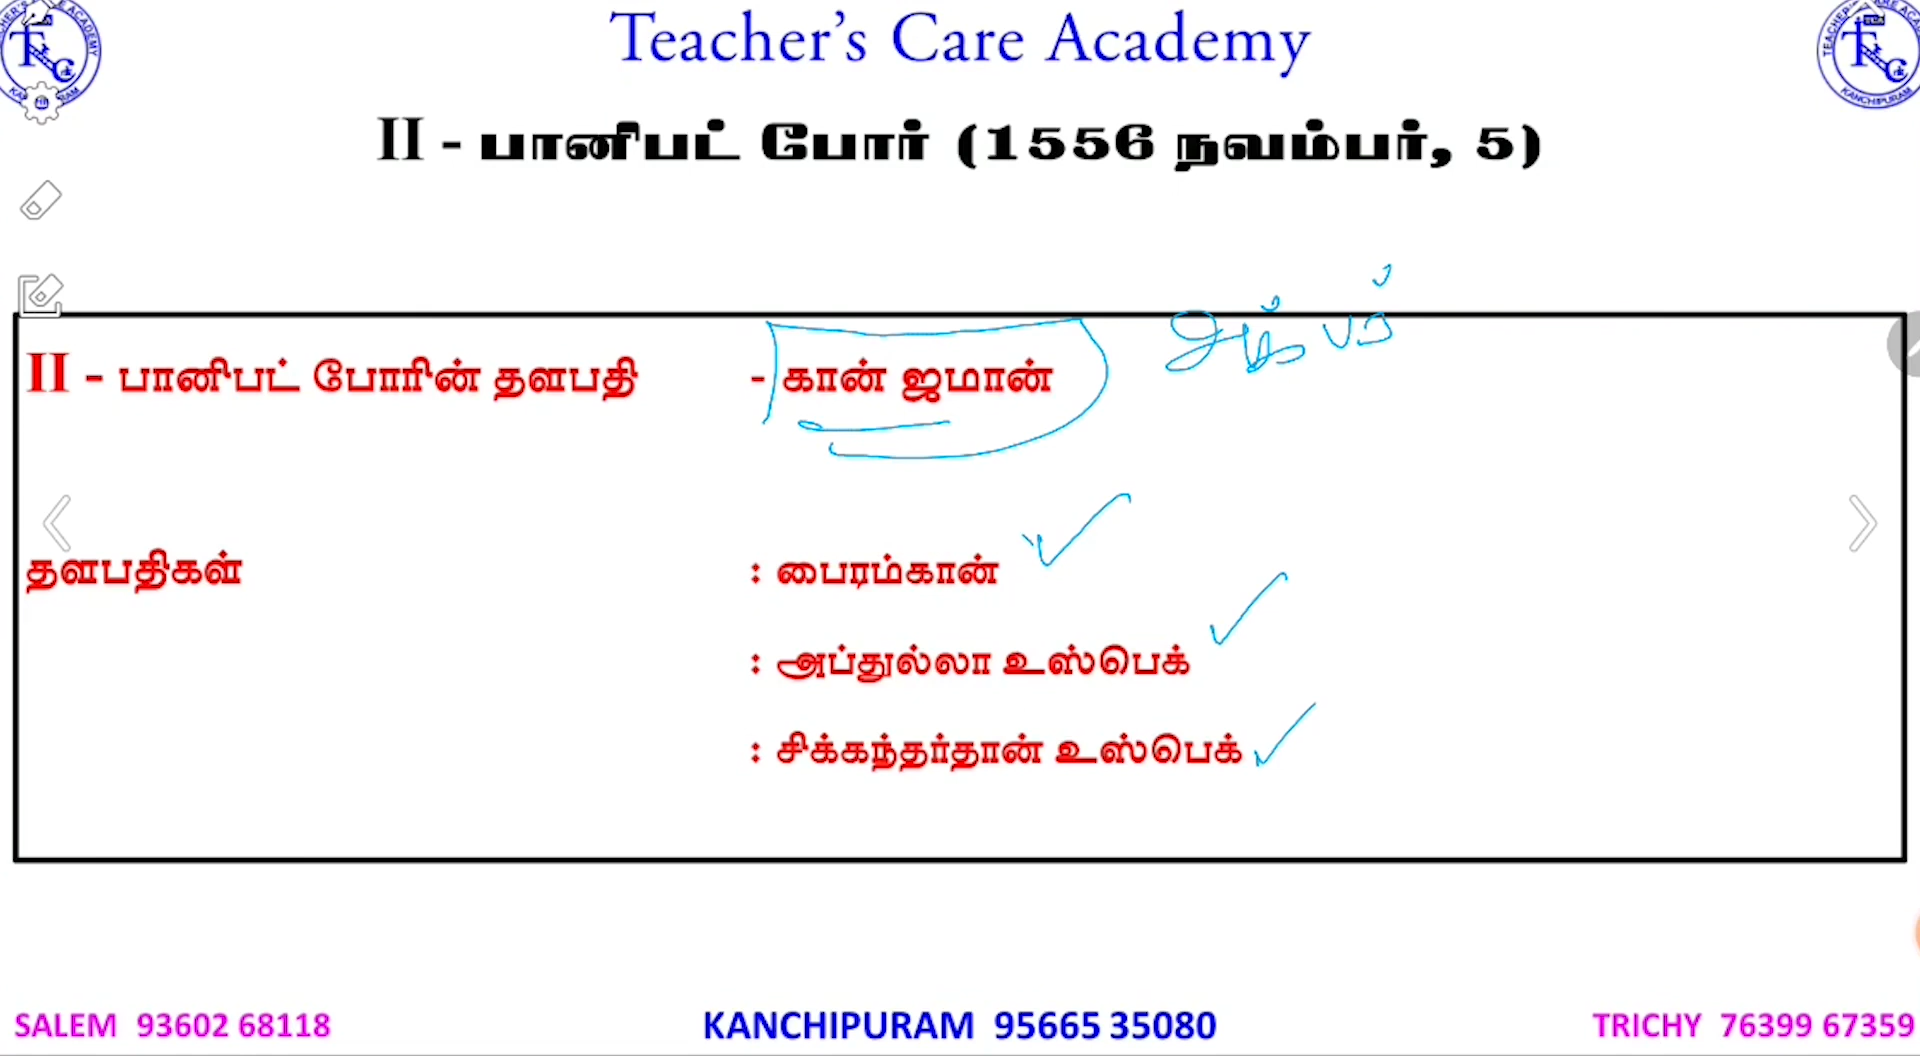 Teacher's Care Academy
II - பானிபட் போர் (1556 நவம்பர், 5)
அக்பர்
II - பானிபட் போரின் தளபதி - கான் ஜமான்
தளபதிகள் : பைரம்கான்
: அப்துல்லா உஸ்பெக்
: சிக்கந்தர்தான் உஸ்பெக்
SALEM 93602 68118 KANCHIPURAM 95665 35080 TRICHY 76399 67359